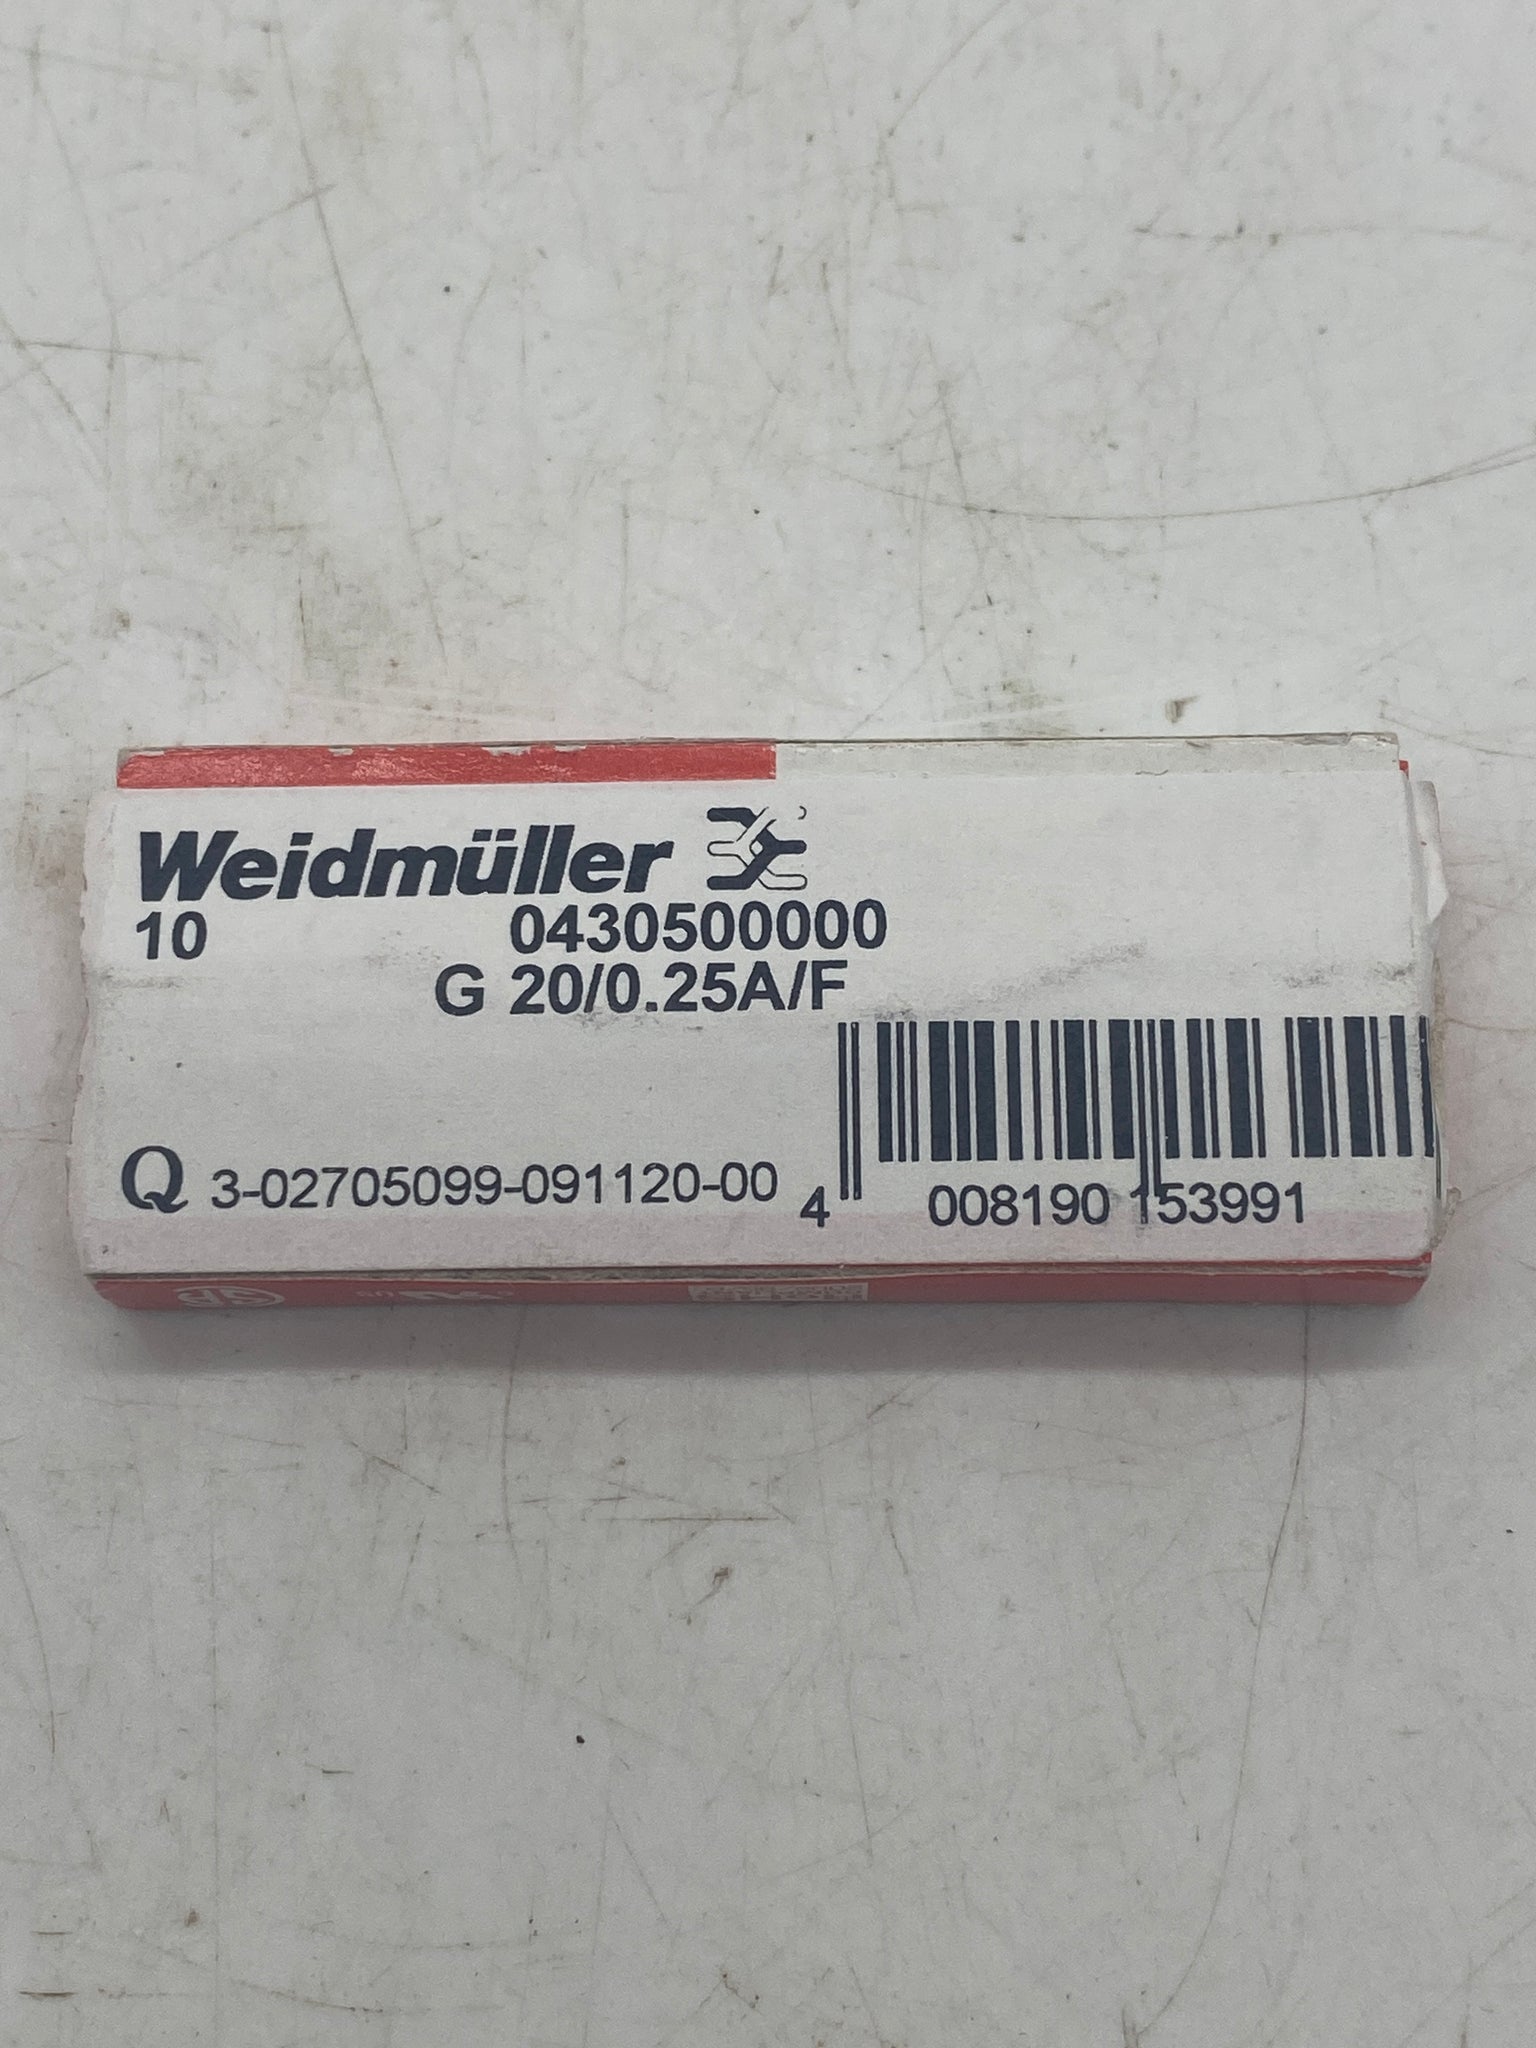 Weidmüller
10 0430500000
G 20/0.25A/F
Q 3-02705099-091120-00
4 008190 153991